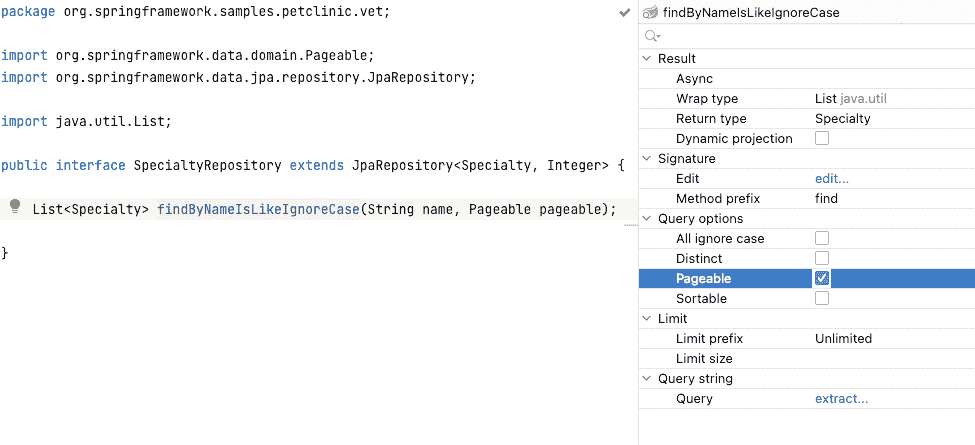 package org.springframework.samples.petclinic.vet;
import org.springframework.data.domain.Pageable;
import org.springframework.data.jpa.repository.JpaRepository;
import java.util.List;
public interface SpecialtyRepository extends JpaRepository<Specialty, Integer> {
List<Specialty> findByNameIsLikeIgnoreCase(String name, Pageable pageable);
}
findByNameIsLikeIgnoreCase
Result
Async
Wrap type List java.util
Return type Specialty
Dynamic projection
Signature
Edit edit...
Method prefix find
Query options
All ignore case
Distinct
Pageable
Sortable
Limit
Limit prefix Unlimited
Limit size
Query string
Query extract...